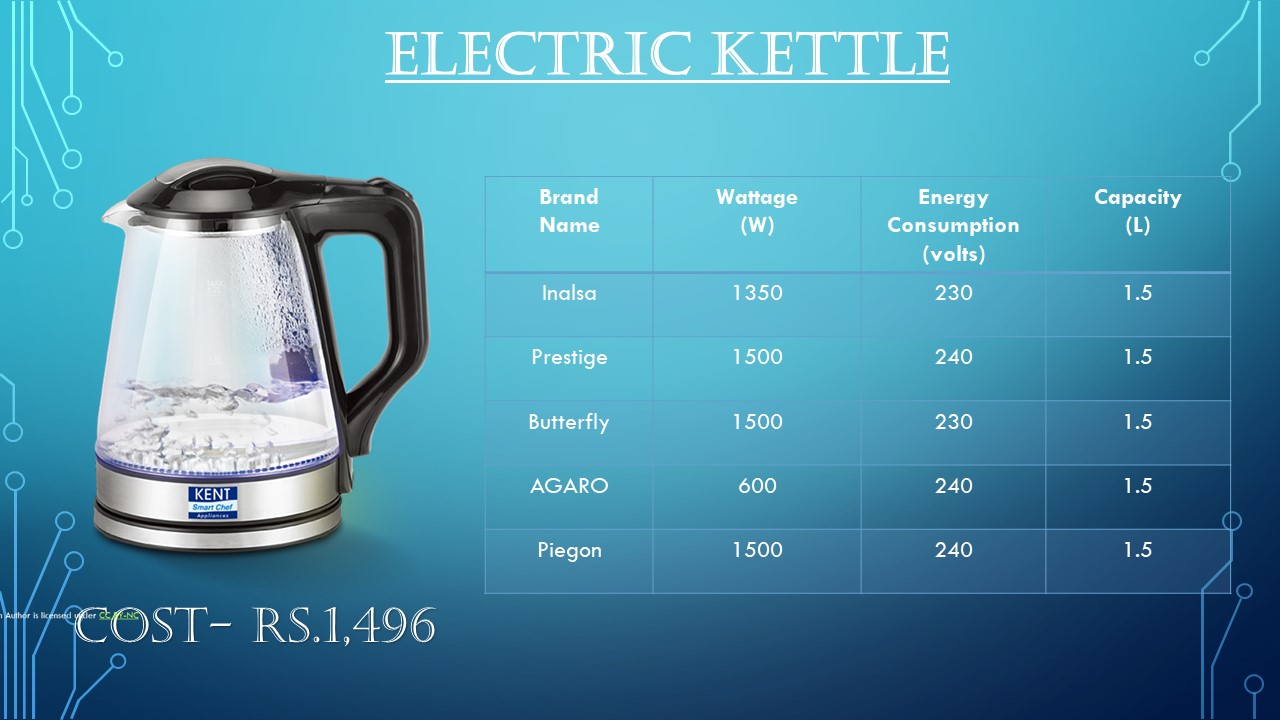 ELECTRIC KETTLE
Brand Name
Wattage (W)
Energy Consumption (volts)
Capacity (L)
Inalsa 1350 230 1.5
Prestige 1500 240 1.5
Butterfly 1500 230 1.5
AGARO 600 240 1.5
Piegon 1500 240 1.5
KENT
Smart Chef
Appliances
Author is licensed under CC BY-NC
COST- RS.1,496